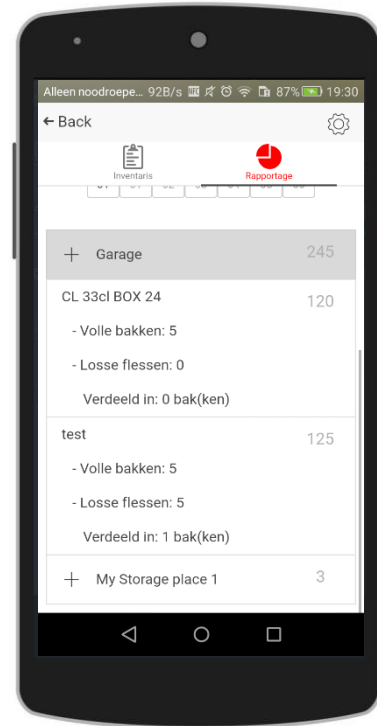 Alleen noodroepe... 92B/s 87% 19:30
← Back
Inventaris Rapportage
+ Garage 245
CL 33cl BOX 24 120
- Volle bakken: 5
- Losse flessen: 0
Verdeeld in: 0 bak(ken)
test 125
- Volle bakken: 5
- Losse flessen: 5
Verdeeld in: 1 bak(ken)
+ My Storage place 1 3